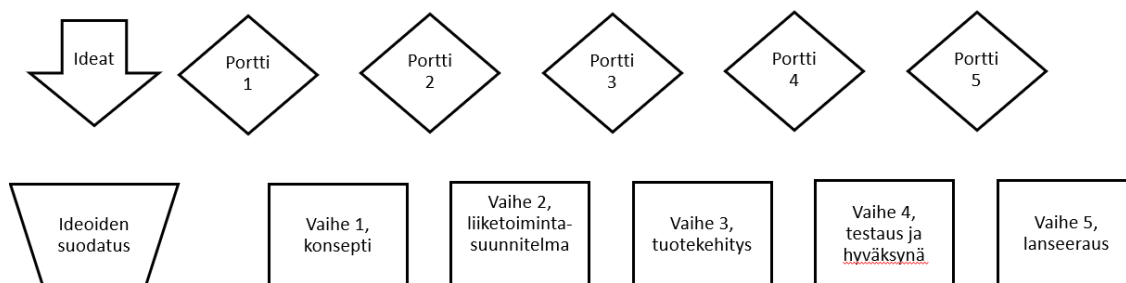 Ideat
Portti
1
Portti
2
Portti
3
Portti
4
Portti
5
Ideoiden
suodatus
Vaihe 1,
konsepti
Vaihe 2,
liiketoiminta-
suunnitelma
Vaihe 3,
tuotekehitys
Vaihe 4,
testaus ja
hyväksynä
Vaihe 5,
lanseeraus